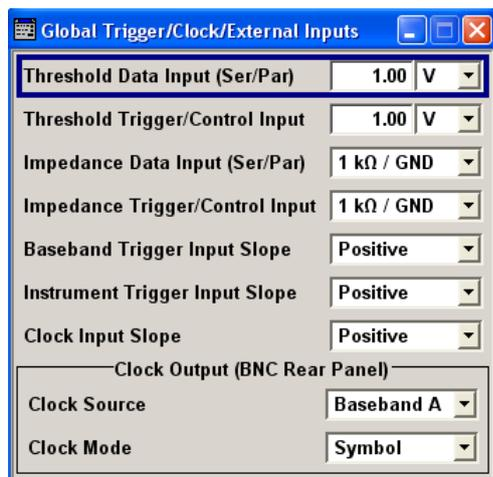 Global Trigger/Clock/External Inputs
Threshold Data Input (Ser/Par) 1.00 V
Threshold Trigger/Control Input 1.00 V
Impedance Data Input (Ser/Par) 1 kΩ / GND
Impedance Trigger/Control Input 1 kΩ / GND
Baseband Trigger Input Slope Positive
Instrument Trigger Input Slope Positive
Clock Input Slope Positive
Clock Output (BNC Rear Panel)
Clock Source Baseband A
Clock Mode Symbol